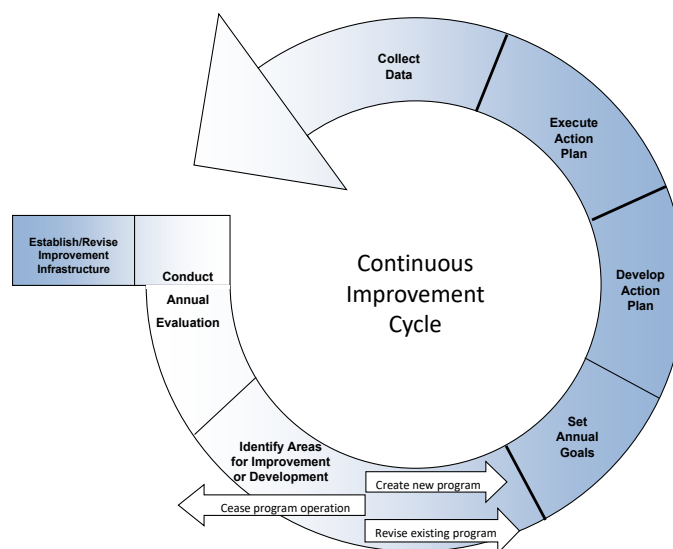 Collect
Data
Execute
Action
Plan
Establish/Revise
Improvement
Infrastructure
Conduct
Annual
Evaluation
Continuous
Improvement
Cycle
Develop
Action
Plan
Set
Annual
Goals
Identify Areas
for Improvement
or Development
Create new program
Cease program operation
Revise existing program